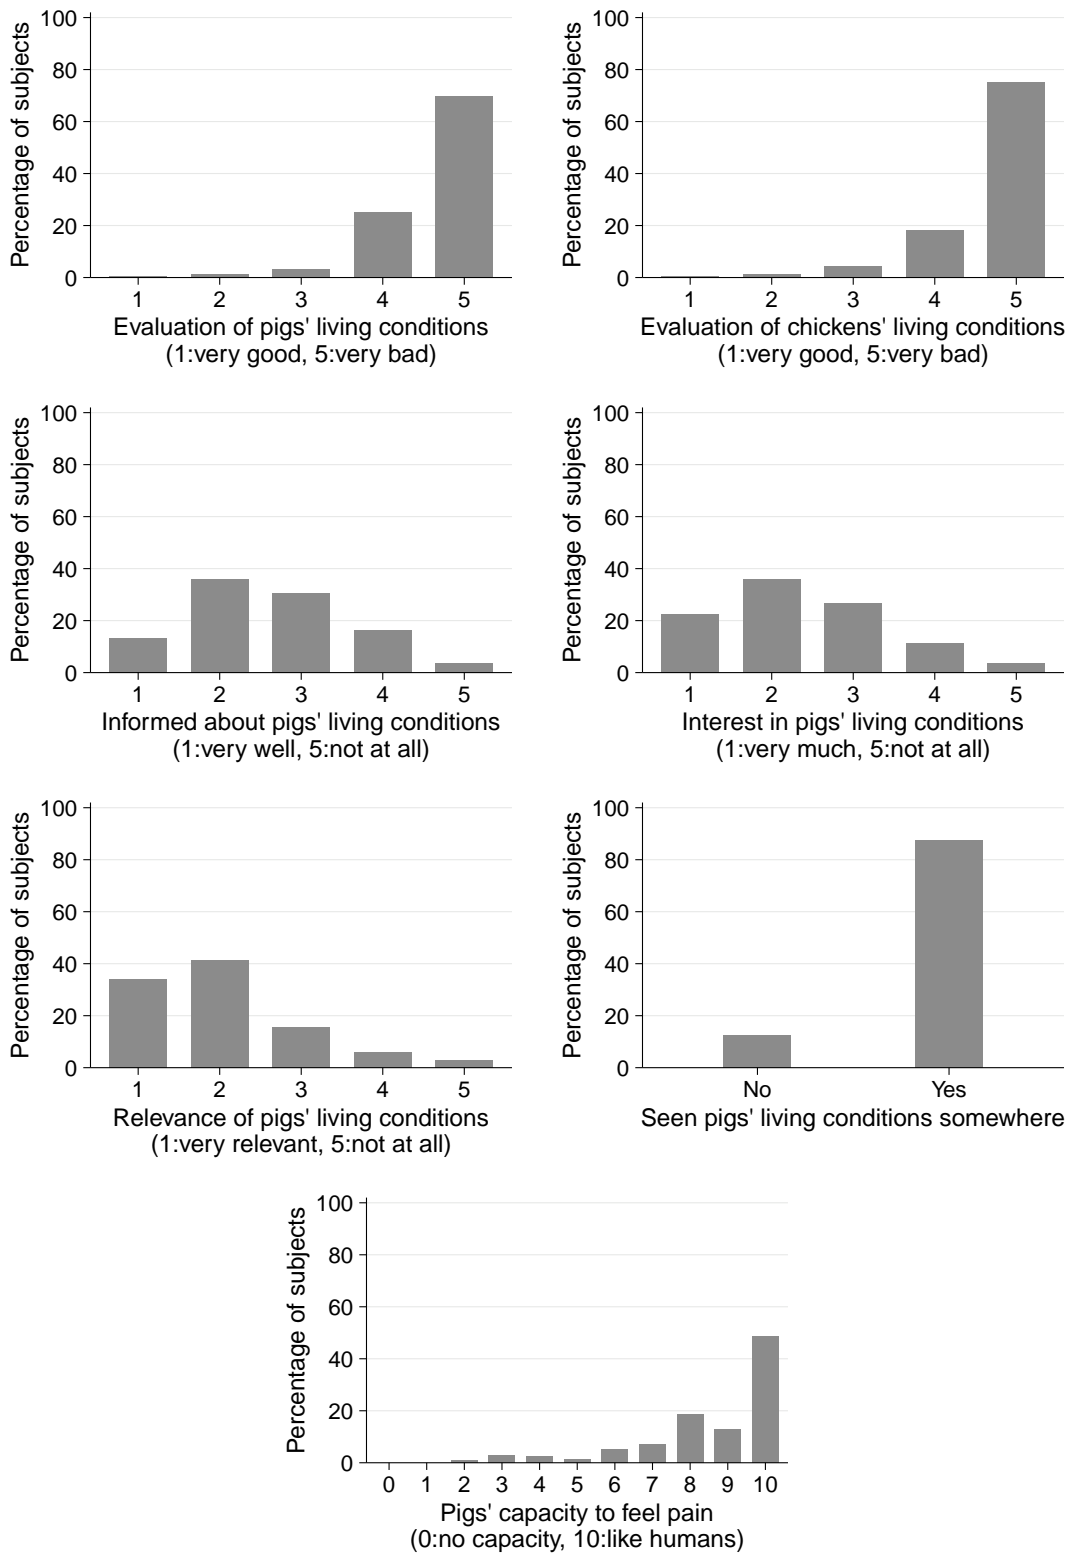 Percentage of subjects
100
80
60
40
20
0
1 2 3 4 5
Evaluation of pigs' living conditions
(1:very good, 5:very bad)
Percentage of subjects
100
80
60
40
20
0
1 2 3 4 5
Evaluation of chickens' living conditions
(1:very good, 5:very bad)
Percentage of subjects
100
80
60
40
20
0
1 2 3 4 5
Informed about pigs' living conditions
(1:very well, 5:not at all)
Percentage of subjects
100
80
60
40
20
0
1 2 3 4 5
Interest in pigs' living conditions
(1:very much, 5:not at all)
Percentage of subjects
100
80
60
40
20
0
1 2 3 4 5
Relevance of pigs' living conditions
(1:very relevant, 5:not at all)
Percentage of subjects
100
80
60
40
20
0
No Yes
Seen pigs' living conditions somewhere
Percentage of subjects
100
80
60
40
20
0
0 1 2 3 4 5 6 7 8 9 10
Pigs' capacity to feel pain
(0:no capacity, 10:like humans)